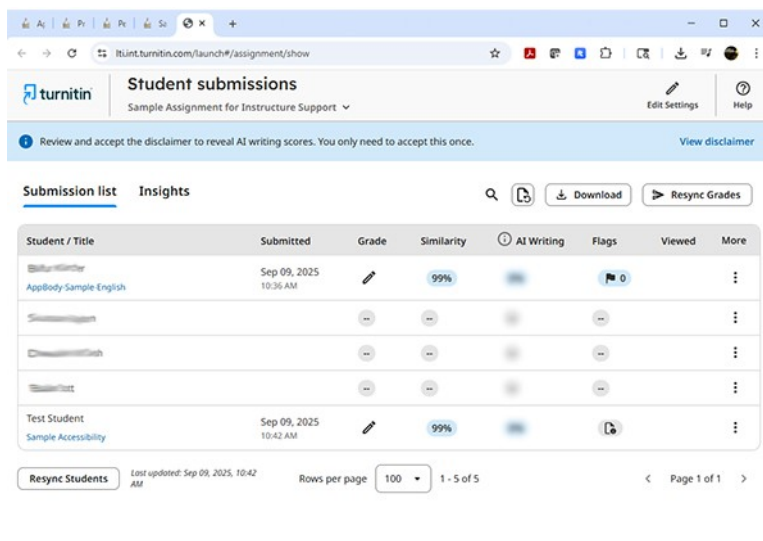 Ag
Pr
Pr
Se
lti.int.turnitin.com/launch#/assignment/show
turnitin
Student submissions
Sample Assignment for Instructure Support
Edit Settings
Help
Review and accept the disclaimer to reveal AI writing scores. You only need to accept this once.
View disclaimer
Submission list Insights
Download
Resync Grades
Student / Title Submitted Grade Similarity AI Writing Flags Viewed More
Sep 09, 2025 99% 0
AppBody-Sample-English 10:36 AM
-- -- --
-- -- --
-- -- --
Test Student Sep 09, 2025 99%
Sample Accessibility 10:42 AM
Resync Students
Last updated: Sep 09, 2025, 10:42
AM
Rows per page 100 1 - 5 of 5 Page 1 of 1